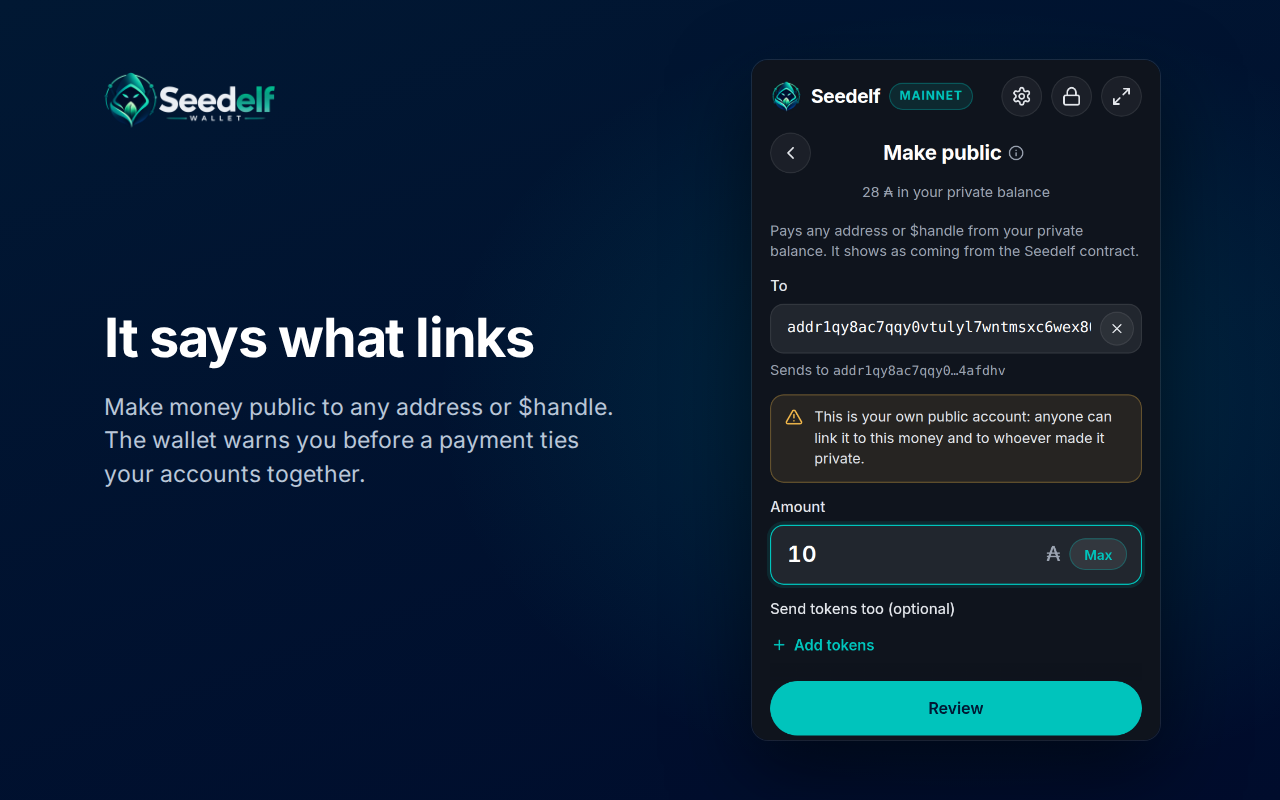 Seedelf
WALLET
It says what links
Make money public to any address or $handle.
The wallet warns you before a payment ties
your accounts together.
Seedelf
MAINNET
Make public
28 ₳ in your private balance
Pays any address or $handle from your private
balance. It shows as coming from the Seedelf contract.
To
addr1qy8ac7qqy0vtulyl7wntmsxc6wex8
Sends to addr1qy8ac7qqy0…4afdhv
This is your own public account: anyone can
link it to this money and to whoever made it
private.
Amount
10
₳
Max
Send tokens too (optional)
+ Add tokens
Review